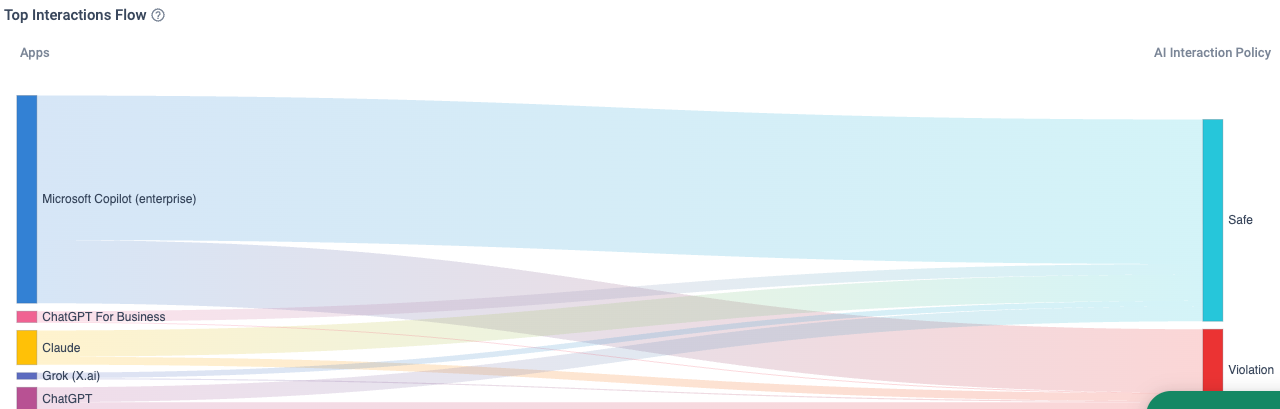 Top Interactions Flow ?
Apps
AI Interaction Policy
Microsoft Copilot (enterprise)
Safe
ChatGPT For Business
Claude
Violation
Grok (X.ai)
ChatGPT